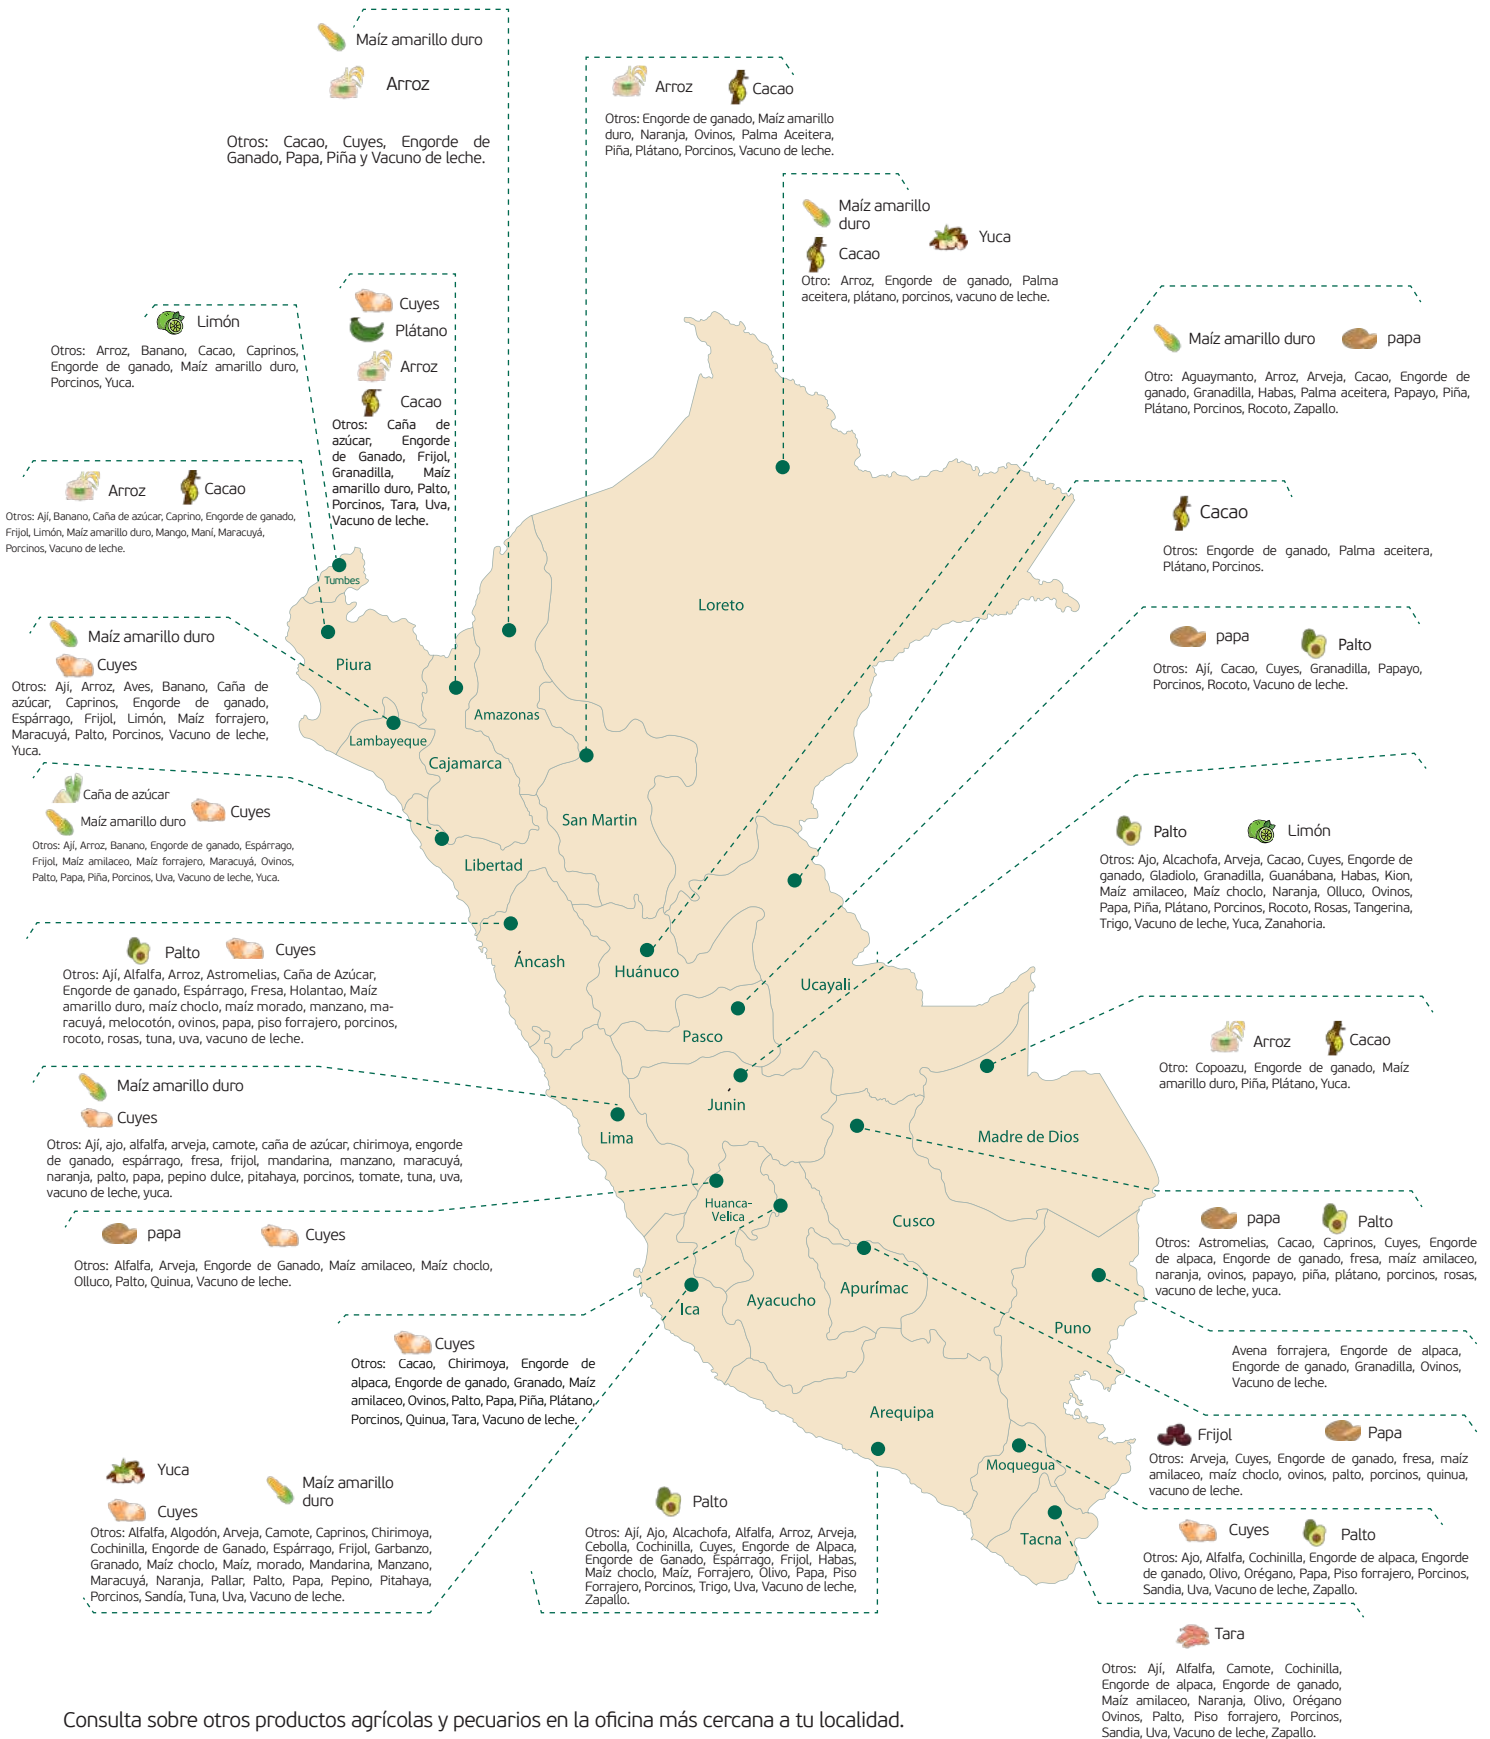 Maíz amarillo duro
Arroz
Otros: Cacao, Cuyes, Engorde de
Ganado, Papa, Piña y Vacuno de leche.
Arroz
Cacao
Otros: Engorde de ganado, Maíz amarillo
duro, Naranja, Ovinos, Palma Aceitera,
Piña, Plátano, Porcinos, Vacuno de leche.
Maíz amarillo
duro
Yuca
Cacao
Otro: Arroz, Engorde de ganado, Palma
aceitera, plátano, porcinos, vacuno de leche.
Cuyes
Plátano
Arroz
Cacao
Otros: Caña de
azúcar, Engorde
de Ganado, Frijol,
Granadilla, Maíz
amarillo duro, Palto,
Porcinos, Tara, Uva,
Vacuno de leche.
Limón
Otros: Arroz, Banano, Cacao, Caprinos,
Engorde de ganado, Maíz amarillo duro,
Porcinos, Yuca.
Maíz amarillo duro
papa
Otro: Aguaymanto, Arroz, Arveja, Cacao, Engorde de
ganado, Granadilla, Habas, Palma aceitera, Papayo, Piña,
Plátano, Porcinos, Rocoto, Zapallo.
Arroz
Cacao
Otros: Ají, Banano, Caña de azúcar, Caprino, Engorde de ganado,
Frijol, Limón, Maíz amarillo duro, Mango, Maní, Maracuyá,
Porcinos, Vacuno de leche.
Cacao
Otros: Engorde de ganado, Palma aceitera,
Plátano, Porcinos.
Maíz amarillo duro
Cuyes
Otros: Ají, Arroz, Aves, Banano, Caña de
azúcar, Caprinos, Engorde de ganado,
Espárrago, Frijol, Limón, Maíz forrajero,
Maracuyá, Palto, Porcinos, Vacuno de leche,
Yuca.
papa
Palto
Otros: Ají, Cacao, Cuyes, Granadilla, Papayo,
Porcinos, Rocoto, Vacuno de leche.
Caña de azúcar
Maíz amarillo duro
Cuyes
Otros: Ají, Arroz, Banano, Engorde de ganado, Espárrago,
Frijol, Maíz amilaceo, Maíz forrajero, Maracuyá, Ovinos,
Palto, Papa, Piña, Porcinos, Uva, Vacuno de leche, Yuca.
Palto
Limón
Otros: Ajo, Alcachofa, Arveja, Cacao, Cuyes, Engorde de
ganado, Gladiolo, Granadilla, Guanábana, Habas, Kion,
Maíz amilaceo, Maíz choclo, Naranja, Olluco, Ovinos,
Papa, Piña, Plátano, Porcinos, Rocoto, Rosas, Tangerina,
Trigo, Vacuno de leche, Yuca, Zanahoria.
Palto
Cuyes
Otros: Ají, Alfalfa, Arroz, Astromelias, Caña de Azúcar,
Engorde de ganado, Espárrago, Fresa, Holantao, Maíz
amarillo duro, maíz choclo, maíz morado, manzano, ma-
racuyá, melocotón, ovinos, papa, piso forrajero, porcinos,
rocoto, rosas, tuna, uva, vacuno de leche.
Arroz
Cacao
Otro: Copoazu, Engorde de ganado, Maíz
amarillo duro, Piña, Plátano, Yuca.
Maíz amarillo duro
Cuyes
Otros: Ají, ajo, alfalfa, arveja, camote, caña de azúcar, chirimoya, engorde
de ganado, espárrago, fresa, frijol, mandarina, manzano, maracuyá,
naranja, palto, papa, pepino dulce, pitahaya, porcinos, tomate, tuna, uva,
vacuno de leche, yuca.
papa
Cuyes
Otros: Alfalfa, Arveja, Engorde de Ganado, Maíz amilaceo, Maíz choclo,
Olluco, Palto, Quinua, Vacuno de leche.
papa
Palto
Otros: Astromelias, Cacao, Caprinos, Cuyes, Engorde
de alpaca, Engorde de ganado, fresa, maíz amilaceo,
naranja, ovinos, papayo, piña, plátano, porcinos, rosas,
vacuno de leche, yuca.
Cuyes
Otros: Cacao, Chirimoya, Engorde de
alpaca, Engorde de ganado, Granado, Maíz
amilaceo, Ovinos, Palto, Papa, Piña, Plátano,
Porcinos, Quinua, Tara, Vacuno de leche.
Avena forrajera, Engorde de alpaca,
Engorde de ganado, Granadilla, Ovinos,
Vacuno de leche.
Frijol
Papa
Otros: Arveja, Cuyes, Engorde de ganado, fresa, maíz
amilaceo, maíz choclo, ovinos, palto, porcinos, quinua,
vacuno de leche.
Yuca
Maíz amarillo
duro
Cuyes
Otros: Alfalfa, Algodón, Arveja, Camote, Caprinos, Chirimoya,
Cochinilla, Engorde de Ganado, Espárrago, Frijol, Garbanzo,
Granado, Maíz choclo, Maíz, morado, Mandarina, Manzano,
Maracuyá, Naranja, Pallar, Palto, Papa, Pepino, Pitahaya,
Porcinos, Sandía, Tuna, Uva, Vacuno de leche.
Palto
Otros: Ají, Ajo, Alcachofa, Alfalfa, Arroz, Arveja,
Cebolla, Cochinilla, Cuyes, Engorde de Alpaca,
Engorde de Ganado, Espárrago, Frijol, Habas,
Maíz choclo, Maíz, Forrajero, Olivo, Papa, Piso
Forrajero, Porcinos, Trigo, Uva, Vacuno de leche,
Zapallo.
Cuyes
Palto
Otros: Ajo, Alfalfa, Cochinilla, Engorde de alpaca, Engorde
de ganado, Olivo, Orégano, Papa, Piso forrajero, Porcinos,
Sandia, Uva, Vacuno de leche, Zapallo.
Tara
Otros: Ají, Alfalfa, Camote, Cochinilla,
Engorde de alpaca, Engorde de ganado,
Maíz amilaceo, Naranja, Olivo, Orégano
Ovinos, Palto, Piso forrajero, Porcinos,
Sandia, Uva, Vacuno de leche, Zapallo.
Tumbes
Loreto
Piura
Amazonas
Lambayeque
Cajamarca
San Martin
Libertad
Áncash
Huánuco
Ucayali
Pasco
Junín
Lima
Madre de Dios
Huanca-
Velica
Cusco
Ica
Ayacucho
Apurímac
Puno
Arequipa
Moquegua
Tacna
Consulta sobre otros productos agrícolas y pecuarios en la oficina más cercana a tu localidad.